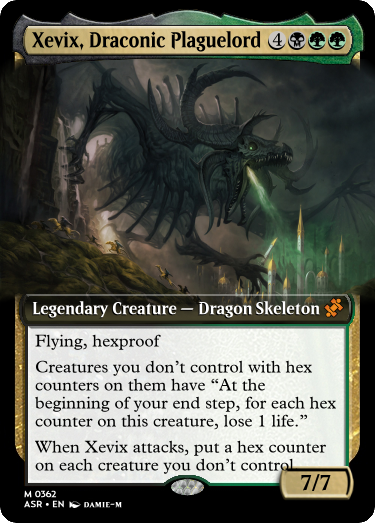 Xevix, Draconic Plaguelord 4
Legendary Creature — Dragon Skeleton
Flying, hexproof
Creatures you don't control with hex
counters on them have “At the
beginning of your end step, for each hex
counter on this creature, lose 1 life.”
When Xevix attacks, put a hex counter
on each creature you don't control
7/7
M 0362
ASR • EN DAMIE-M